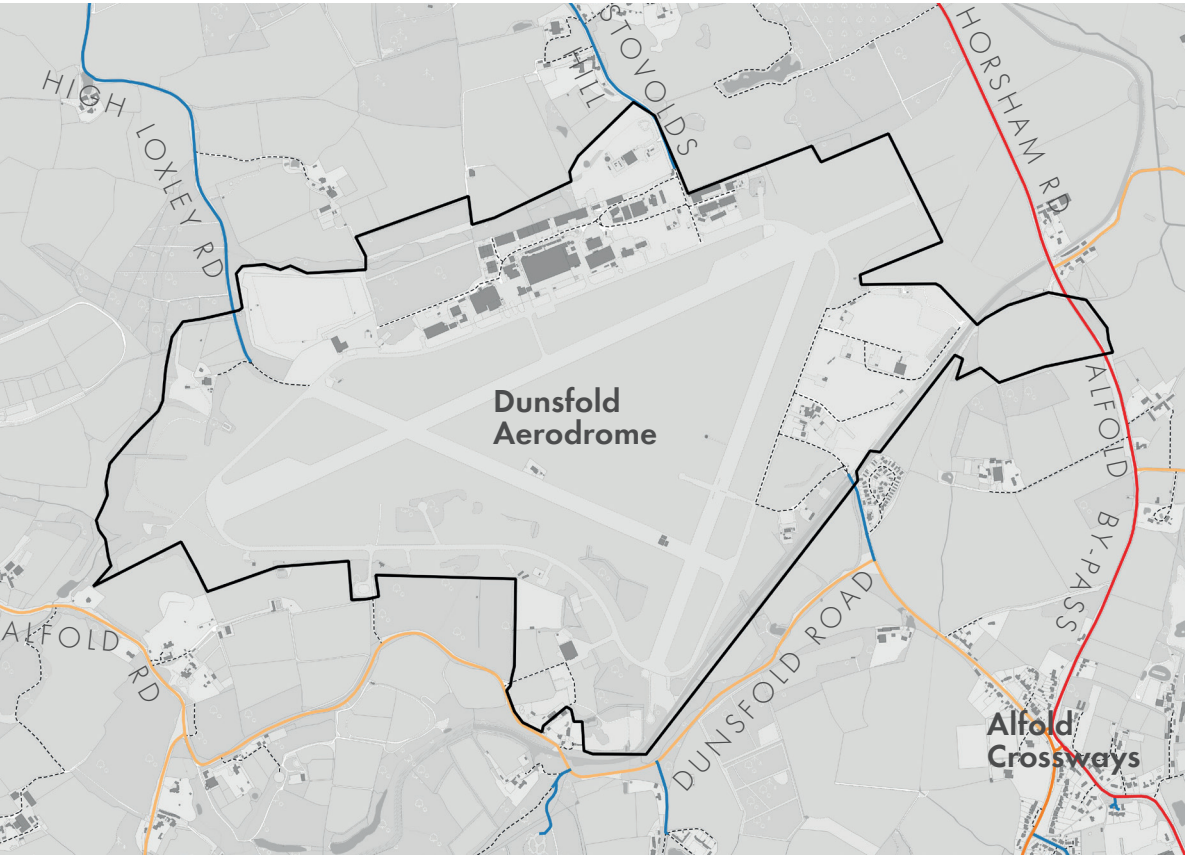 STOVOLDS
HILL
HORSHAM RD
HIGH LOXLEY RD
Dunsfold
Aerodrome
ALFOLD BY-PASS
ALFOLD RD
DUNSFOLD ROAD
Alfold
Crossways